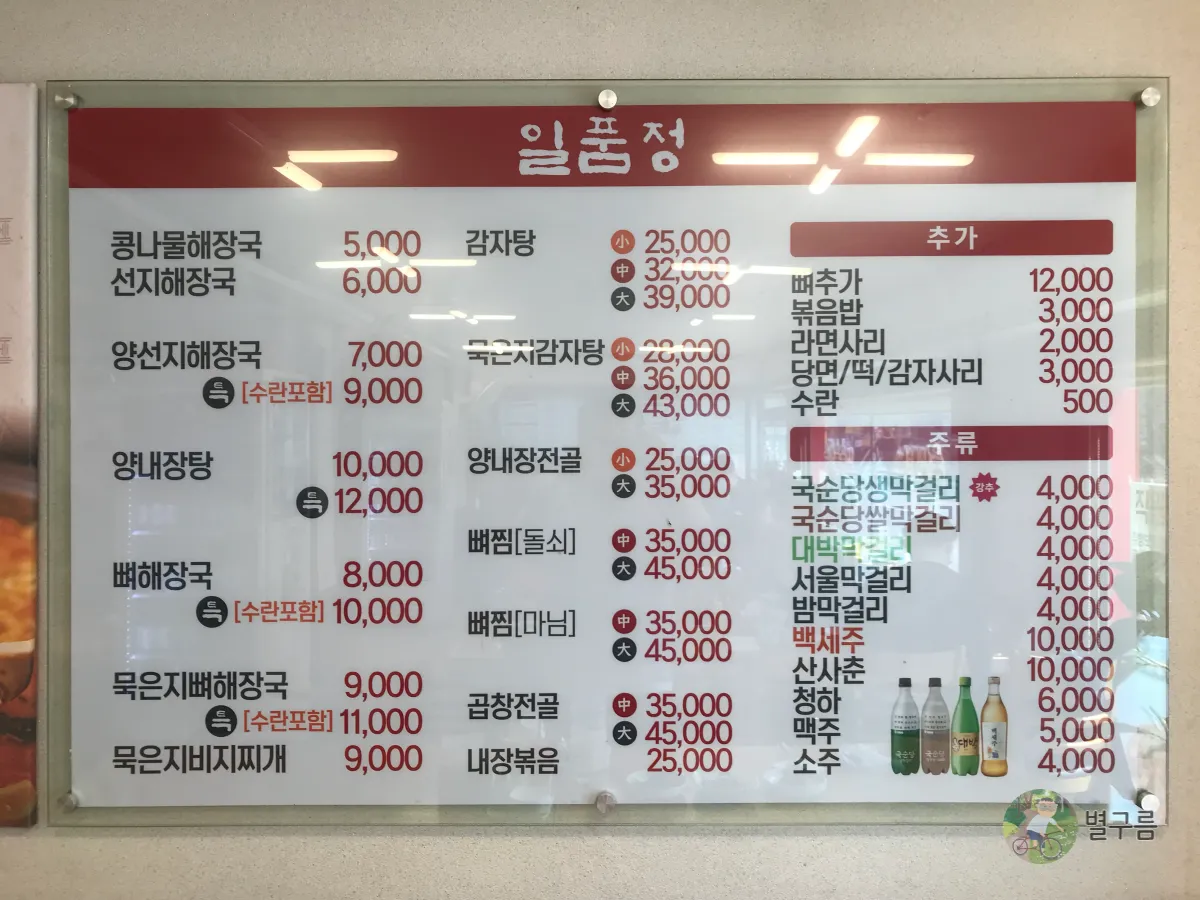 일품정
콩나물해장국 5,000
선지해장국 6,000
양선지해장국 7,000
특 [수란포함] 9,000
양내장탕 10,000
특 12,000
뼈해장국 8,000
특 [수란포함] 10,000
묵은지뼈해장국 9,000
특 [수란포함] 11,000
묵은지비지찌개 9,000
감자탕 小 25,000
中 32,000
大 39,000
묵은지감자탕 小 28,000
中 36,000
大 43,000
양내장전골 小 25,000
大 35,000
뼈찜[돌쇠] 中 35,000
大 45,000
뼈찜[마님] 中 35,000
大 45,000
곱창전골 中 35,000
大 45,000
내장볶음 25,000
추가
뼈추가 12,000
볶음밥 3,000
라면사리 2,000
당면/떡/감자사리 3,000
수란 500
주류
국순당생막걸리 강추 4,000
국순당쌀막걸리 4,000
대박막걸리 4,000
서울막걸리 4,000
밤막걸리 4,000
백세주 10,000
산사춘 10,000
청하 6,000
맥주 5,000
소주 4,000
국순당
국순당
대박
백세주
별구름